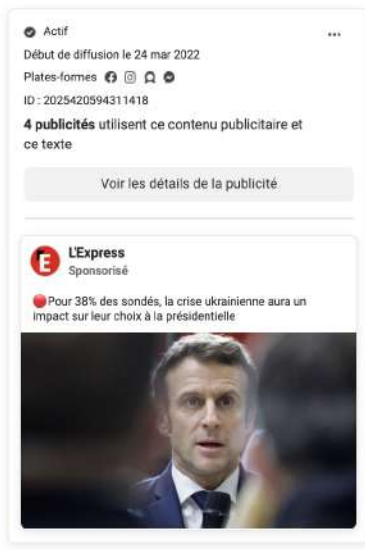 Actif
Début de diffusion le 24 mar 2022
Plates-formes
ID : 2025420594311418
4 publicités utilisent ce contenu publicitaire et
ce texte
Voir les détails de la publicité
L'Express
Sponsorisé
Pour 38% des sondés, la crise ukrainienne aura un
impact sur leur choix à la présidentielle